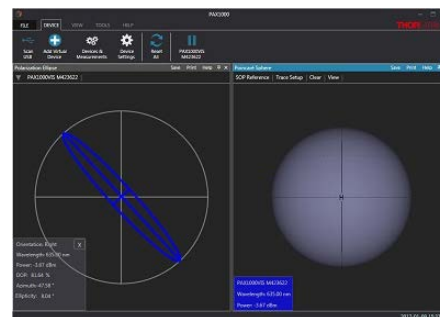 PAX1000
FILE DEVICE VIEW TOOLS HELP
THORLABS
Scan USB
Add Virtual Device
Devices & Measurements
Device Settings
Reset All
PAX1000VIS M423622
Polarization Ellipse Save Print Help
PAX1000VIS M423622
Orientation: Right X
Wavelength: 635.00 nm
Power: -3.67 dBm
DOP: 81.64 %
Azimuth: -47.58 °
Ellipticity: 8.04 °
Poincaré Sphere Save Print Help
SOP Reference Trace Setup Clear View
H
PAX1000VIS M423622
Wavelength: 635.00 nm
Power: -3.67 dBm